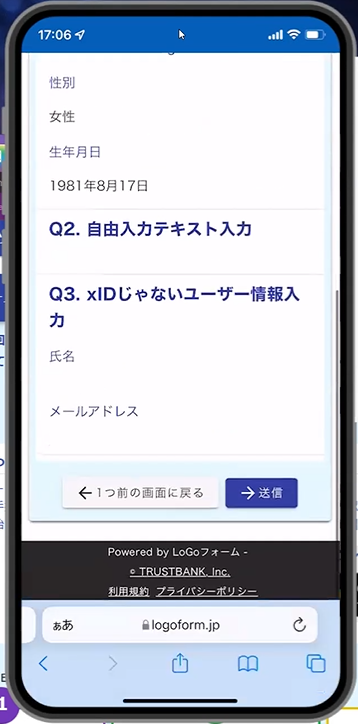 17:06
性別
女性
生年月日
1981年8月17日
Q2. 自由入力テキスト入力
Q3. xIDじゃないユーザー情報入
力
氏名
メールアドレス
1つ前の画面に戻る
送信
Powered by LoGoフォーム -
© TRUSTBANK, Inc.
利用規約 プライバシーポリシー
ぁあ
logoform.jp
1